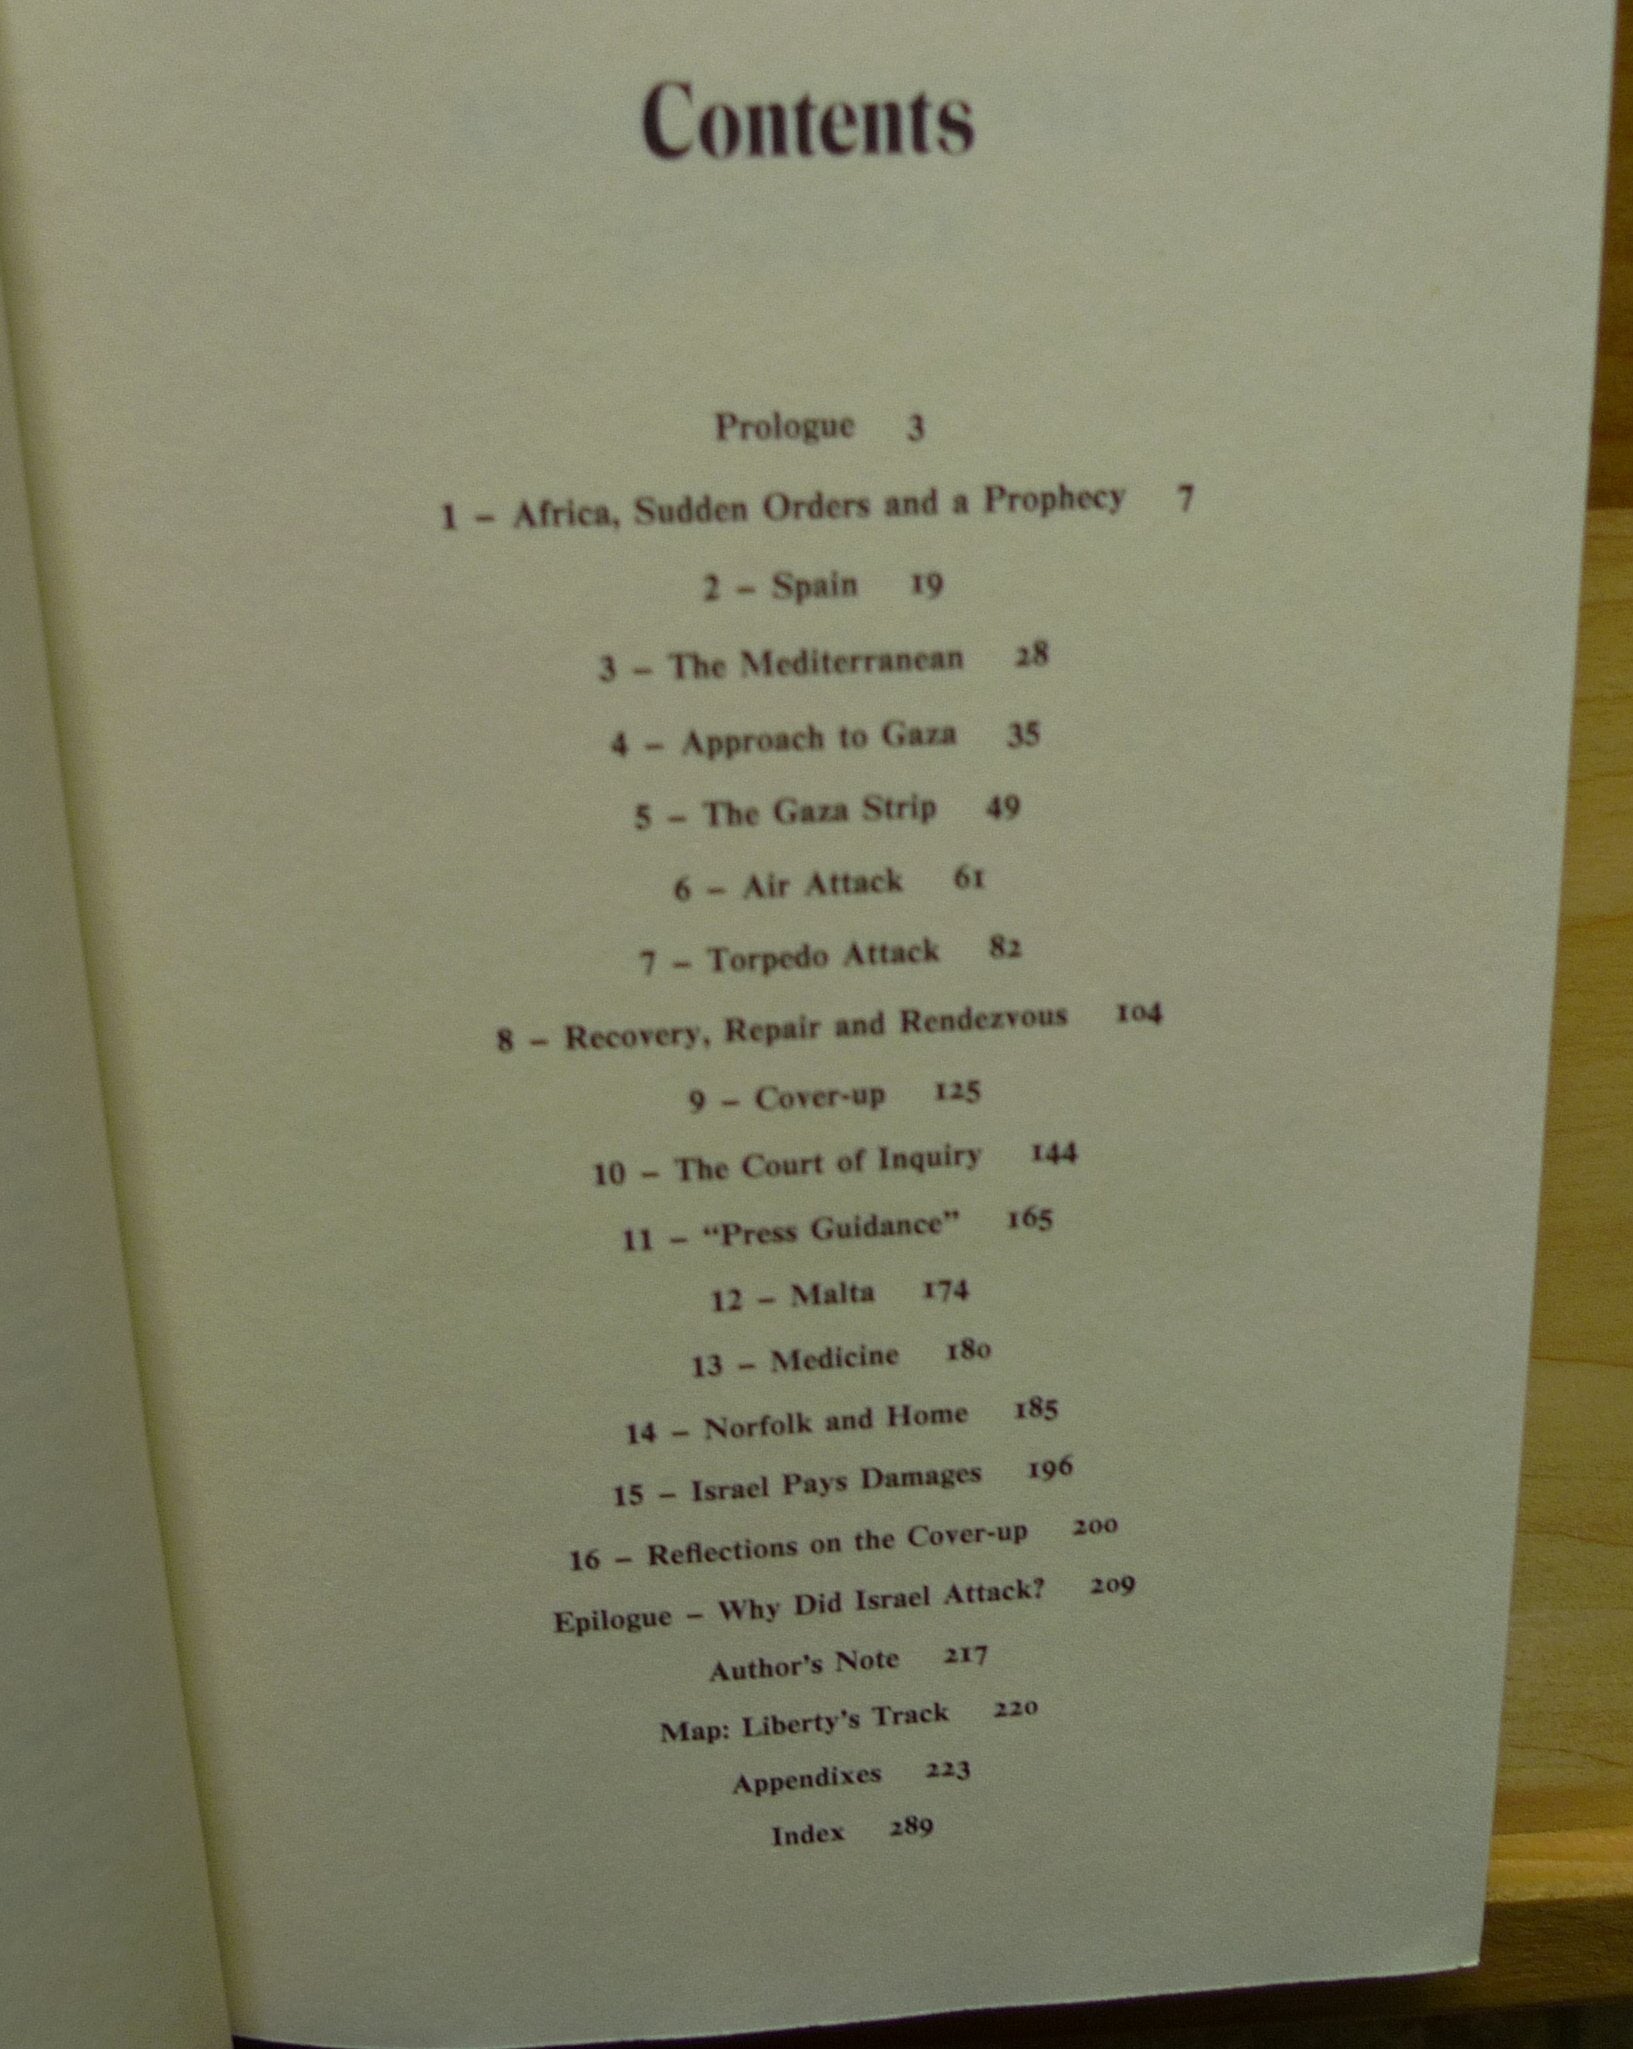 Contents
Prologue 3
1 – Africa, Sudden Orders and a Prophecy 7
2 – Spain 19
3 – The Mediterranean 28
4 – Approach to Gaza 35
5 – The Gaza Strip 49
6 – Air Attack 61
7 – Torpedo Attack 82
8 – Recovery, Repair and Rendezvous 104
9 – Cover-up 125
10 – The Court of Inquiry 144
11 – “Press Guidance” 165
12 – Malta 174
13 – Medicine 180
14 – Norfolk and Home 185
15 – Israel Pays Damages 196
16 – Reflections on the Cover-up 200
Epilogue – Why Did Israel Attack? 209
Author’s Note 217
Map: Liberty’s Track 220
Appendixes 223
Index 289